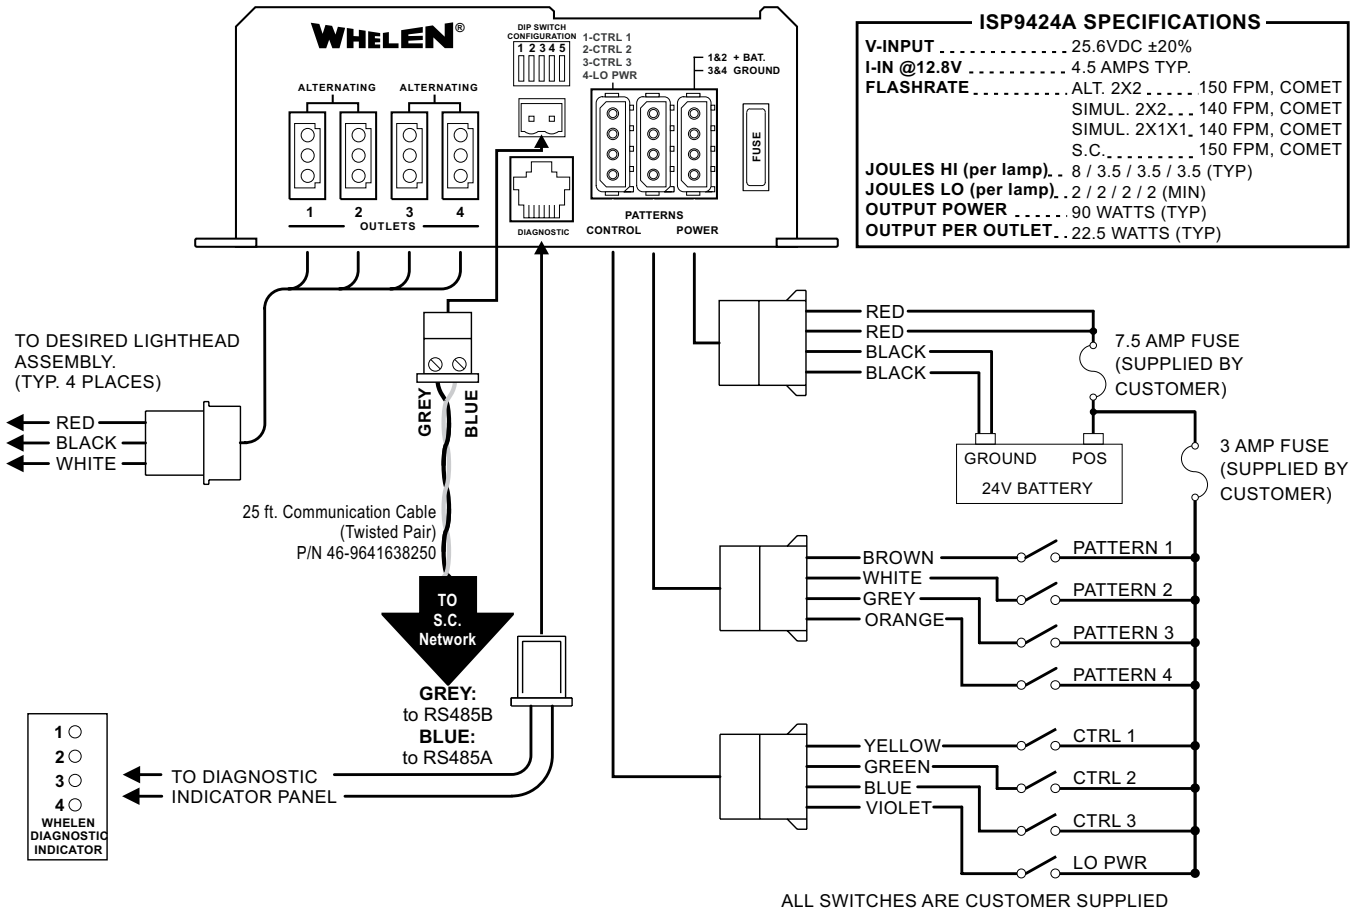 WHELEN®
DIP SWITCH
CONFIGURATION
1 2 3 4 5
1-CTRL 1
2-CTRL 2
3-CTRL 3
4-LO PWR
1&2 + BAT.
3&4 GROUND
ALTERNATING ALTERNATING
FUSE
1 2 3 4
OUTLETS
DIAGNOSTIC
PATTERNS
CONTROL POWER
ISP9424A SPECIFICATIONS
V-INPUT 25.6VDC ±20%
I-IN @12.8V 4.5 AMPS TYP.
FLASHRATE ALT. 2X2 150 FPM, COMET
SIMUL. 2X2 140 FPM, COMET
SIMUL. 2X1X1 140 FPM, COMET
S.C. 150 FPM, COMET
JOULES HI (per lamp) 8 / 3.5 / 3.5 / 3.5 (TYP)
JOULES LO (per lamp) 2 / 2 / 2 / 2 (MIN)
OUTPUT POWER 90 WATTS (TYP)
OUTPUT PER OUTLET 22.5 WATTS (TYP)
TO DESIRED LIGHTHEAD
ASSEMBLY.
(TYP. 4 PLACES)
RED
BLACK
WHITE
GREY
BLUE
25 ft. Communication Cable
(Twisted Pair)
P/N 46-9641638250
TO
S.C.
Network
GREY:
to RS485B
BLUE:
to RS485A
TO DIAGNOSTIC
INDICATOR PANEL
1
2
3
4
WHELEN
DIAGNOSTIC
INDICATOR
RED
RED
BLACK
BLACK
7.5 AMP FUSE
(SUPPLIED BY
CUSTOMER)
GROUND POS
24V BATTERY
3 AMP FUSE
(SUPPLIED BY
CUSTOMER)
BROWN PATTERN 1
WHITE PATTERN 2
GREY PATTERN 3
ORANGE PATTERN 4
YELLOW CTRL 1
GREEN CTRL 2
BLUE CTRL 3
VIOLET LO PWR
ALL SWITCHES ARE CUSTOMER SUPPLIED